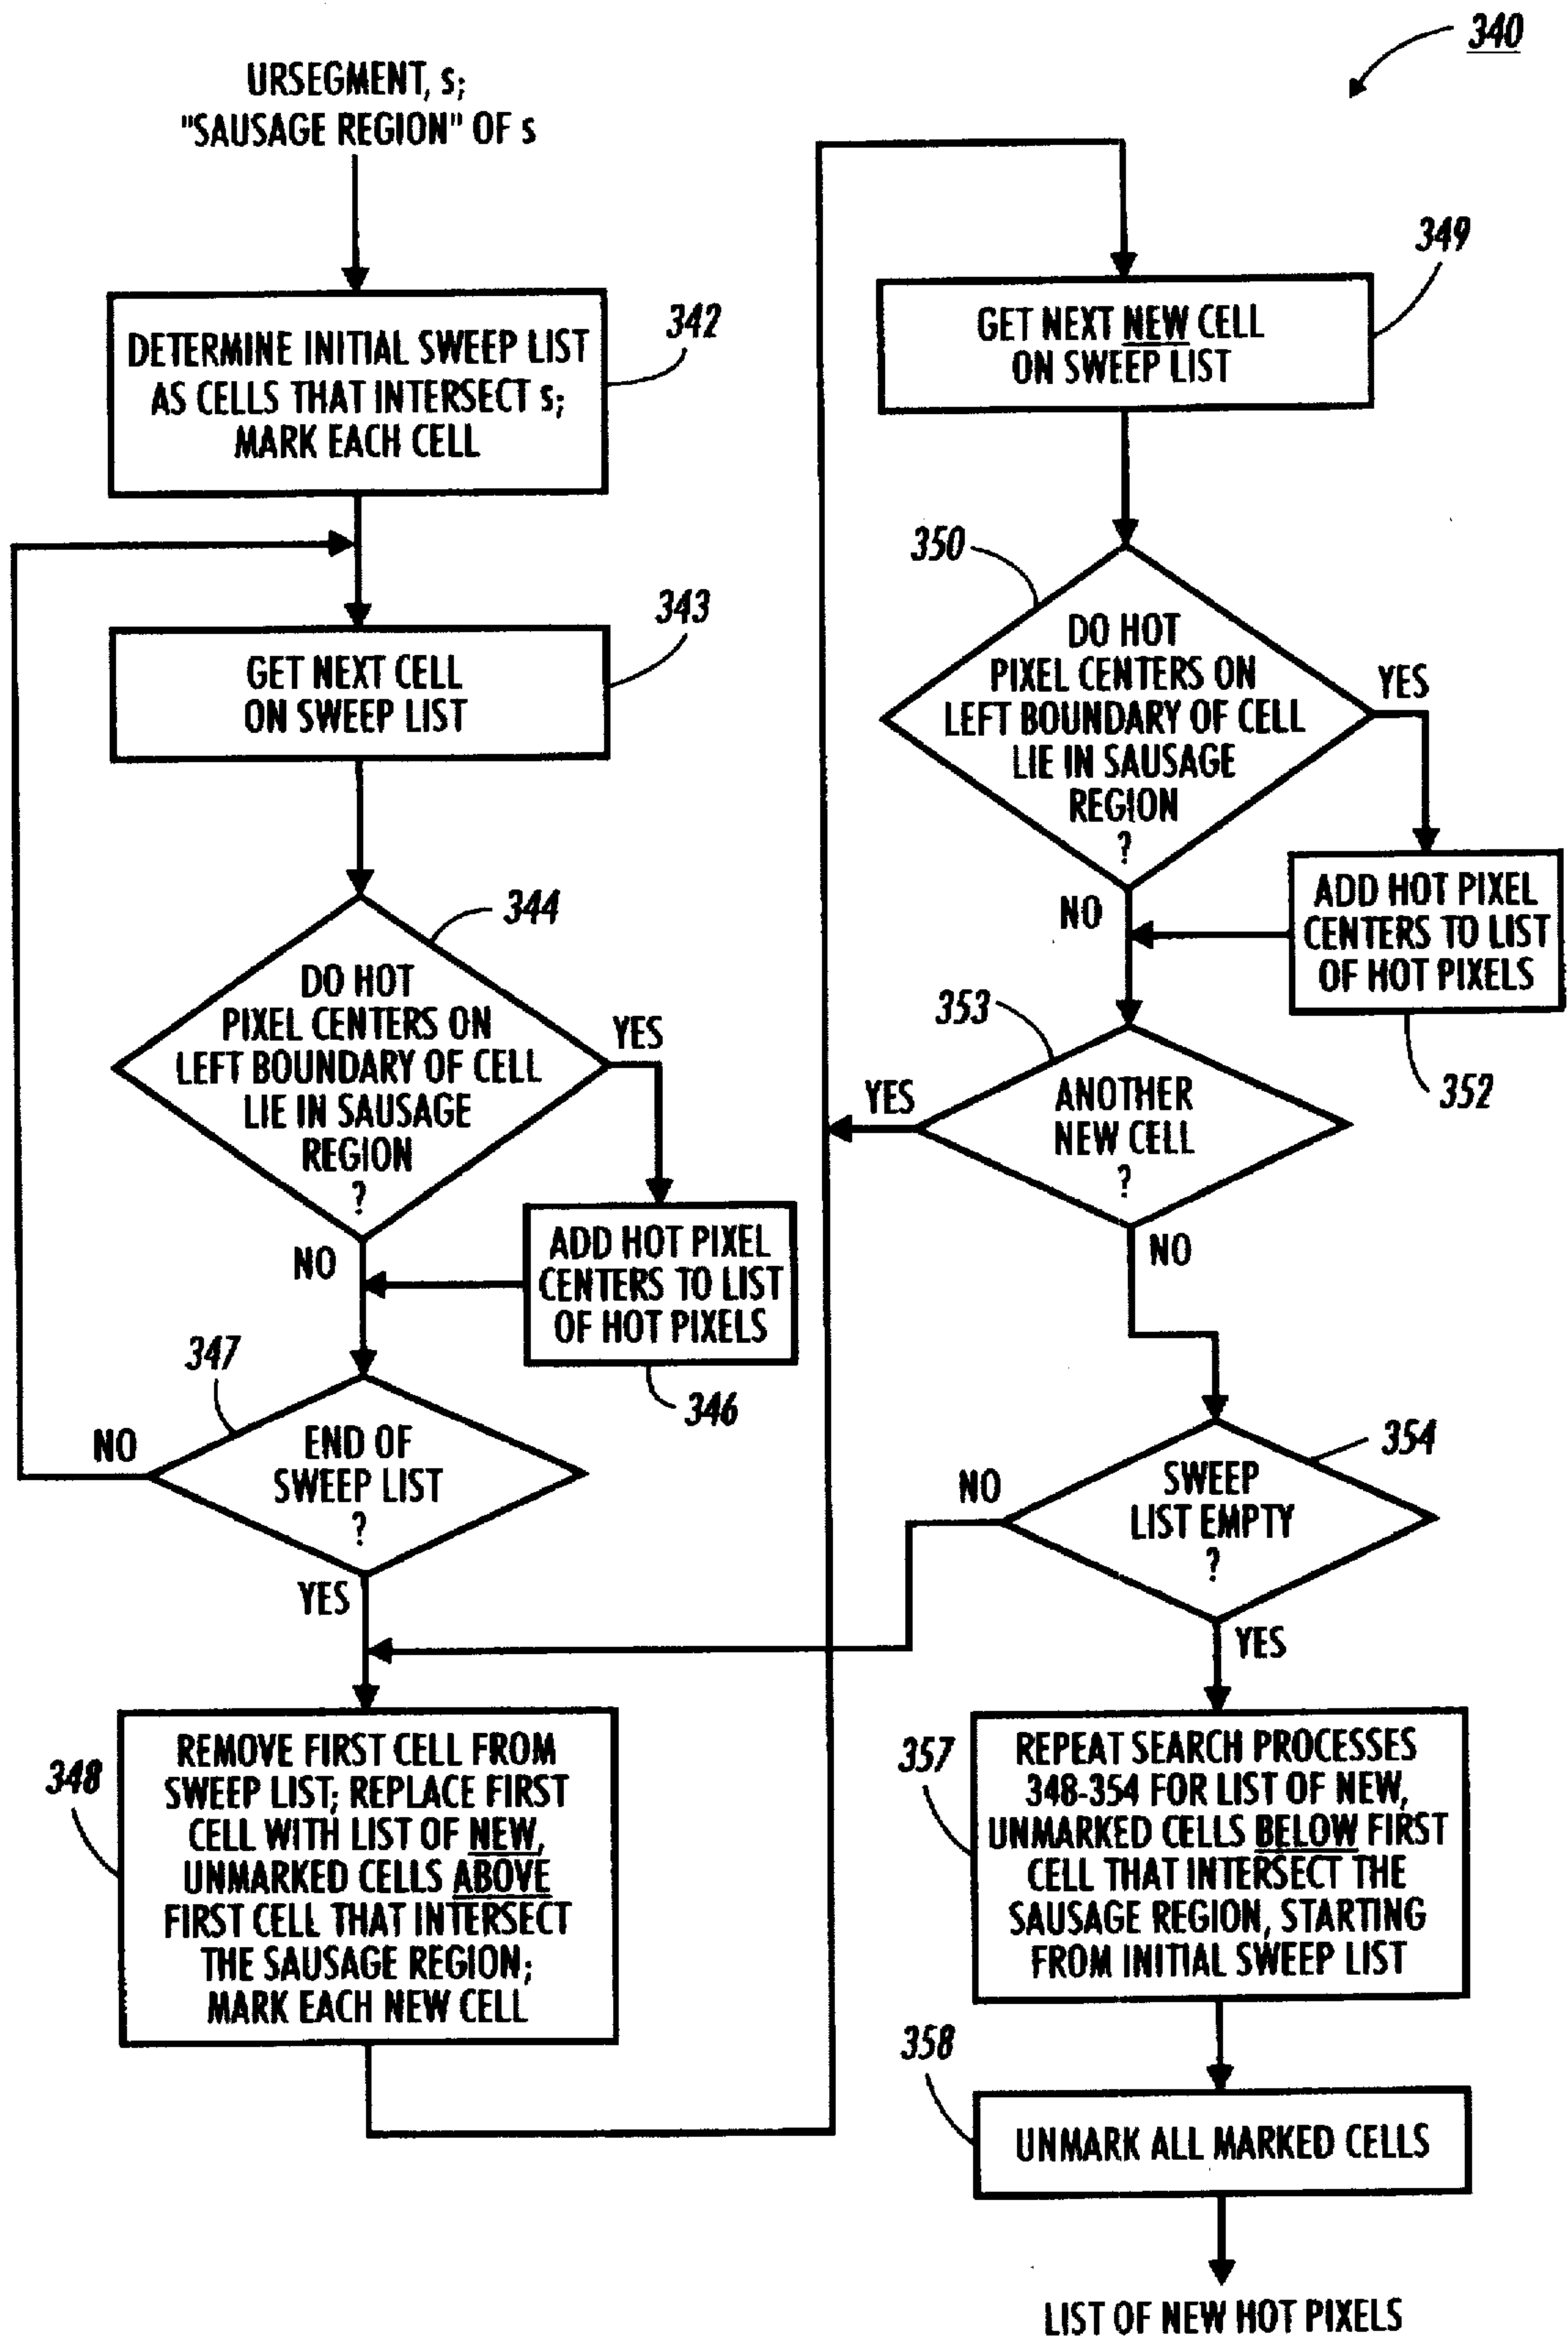 340
URSEGMENT, s;
"SAUSAGE REGION" OF s
DETERMINE INITIAL SWEEP LIST
AS CELLS THAT INTERSECT s;
MARK EACH CELL
342
GET NEXT CELL
ON SWEEP LIST
343
DO HOT
PIXEL CENTERS ON
LEFT BOUNDARY OF CELL
LIE IN SAUSAGE
REGION
?
344
YES
NO
ADD HOT PIXEL
CENTERS TO LIST
OF HOT PIXELS
346
347
END OF
SWEEP LIST
?
NO
YES
348
REMOVE FIRST CELL FROM
SWEEP LIST; REPLACE FIRST
CELL WITH LIST OF NEW,
UNMARKED CELLS ABOVE
FIRST CELL THAT INTERSECT
THE SAUSAGE REGION;
MARK EACH NEW CELL
349
GET NEXT NEW CELL
ON SWEEP LIST
350
DO HOT
PIXEL CENTERS ON
LEFT BOUNDARY OF CELL
LIE IN SAUSAGE
REGION
?
YES
NO
ADD HOT PIXEL
CENTERS TO LIST
OF HOT PIXELS
352
353
ANOTHER
NEW CELL
?
YES
NO
354
SWEEP
LIST EMPTY
?
NO
YES
357
REPEAT SEARCH PROCESSES
348-354 FOR LIST OF NEW,
UNMARKED CELLS BELOW FIRST
CELL THAT INTERSECT THE
SAUSAGE REGION, STARTING
FROM INITIAL SWEEP LIST
358
UNMARK ALL MARKED CELLS
LIST OF NEW HOT PIXELS